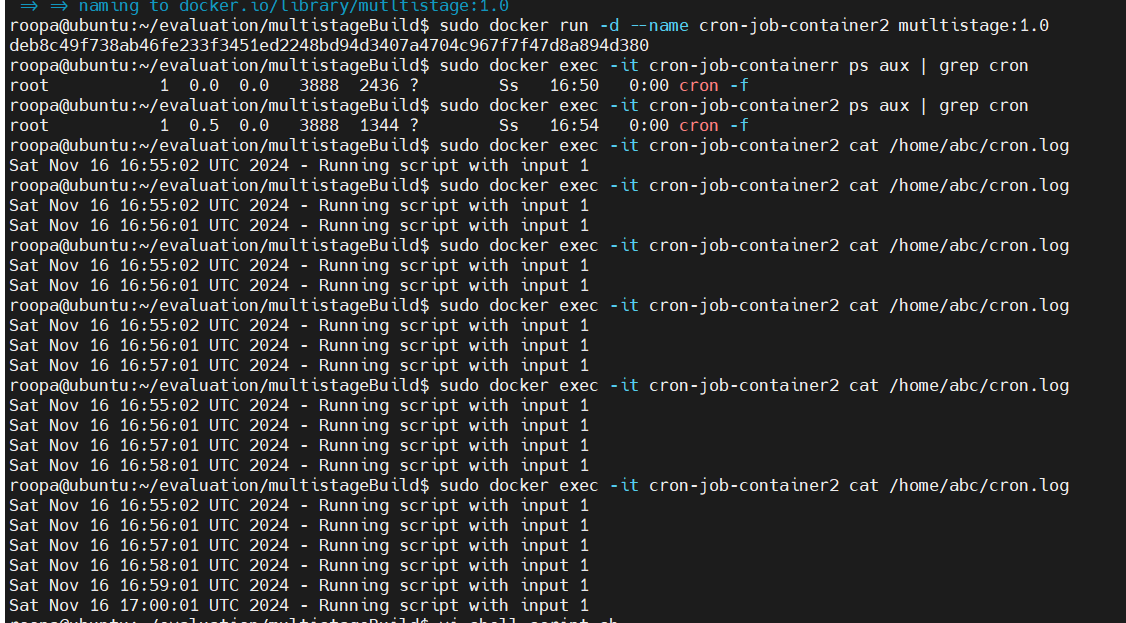 ⇒ ⇒ naming to docker.io/library/mutltistage:1.0
roopa@ubuntu:~/evaluation/multistageBuild$ sudo docker run -d --name cron-job-container2 mutltistage:1.0
deb8c49f738ab46fe233f3451ed2248bd94d3407a4704c967f7f47d8a894d380
roopa@ubuntu:~/evaluation/multistageBuild$ sudo docker exec -it cron-job-containerr ps aux | grep cron
root           1  0.0  0.0   3888  2436 ?        Ss   16:50   0:00 cron -f
roopa@ubuntu:~/evaluation/multistageBuild$ sudo docker exec -it cron-job-container2 ps aux | grep cron
root           1  0.5  0.0   3888  1344 ?        Ss   16:54   0:00 cron -f
roopa@ubuntu:~/evaluation/multistageBuild$ sudo docker exec -it cron-job-container2 cat /home/abc/cron.log
Sat Nov 16 16:55:02 UTC 2024 - Running script with input 1
roopa@ubuntu:~/evaluation/multistageBuild$ sudo docker exec -it cron-job-container2 cat /home/abc/cron.log
Sat Nov 16 16:55:02 UTC 2024 - Running script with input 1
Sat Nov 16 16:56:01 UTC 2024 - Running script with input 1
roopa@ubuntu:~/evaluation/multistageBuild$ sudo docker exec -it cron-job-container2 cat /home/abc/cron.log
Sat Nov 16 16:55:02 UTC 2024 - Running script with input 1
Sat Nov 16 16:56:01 UTC 2024 - Running script with input 1
roopa@ubuntu:~/evaluation/multistageBuild$ sudo docker exec -it cron-job-container2 cat /home/abc/cron.log
Sat Nov 16 16:55:02 UTC 2024 - Running script with input 1
Sat Nov 16 16:56:01 UTC 2024 - Running script with input 1
Sat Nov 16 16:57:01 UTC 2024 - Running script with input 1
roopa@ubuntu:~/evaluation/multistageBuild$ sudo docker exec -it cron-job-container2 cat /home/abc/cron.log
Sat Nov 16 16:55:02 UTC 2024 - Running script with input 1
Sat Nov 16 16:56:01 UTC 2024 - Running script with input 1
Sat Nov 16 16:57:01 UTC 2024 - Running script with input 1
Sat Nov 16 16:58:01 UTC 2024 - Running script with input 1
roopa@ubuntu:~/evaluation/multistageBuild$ sudo docker exec -it cron-job-container2 cat /home/abc/cron.log
Sat Nov 16 16:55:02 UTC 2024 - Running script with input 1
Sat Nov 16 16:56:01 UTC 2024 - Running script with input 1
Sat Nov 16 16:57:01 UTC 2024 - Running script with input 1
Sat Nov 16 16:58:01 UTC 2024 - Running script with input 1
Sat Nov 16 16:59:01 UTC 2024 - Running script with input 1
Sat Nov 16 17:00:01 UTC 2024 - Running script with input 1
roopa@ubuntu:~/evaluation/multistageBuild$ vi shell_script.sh